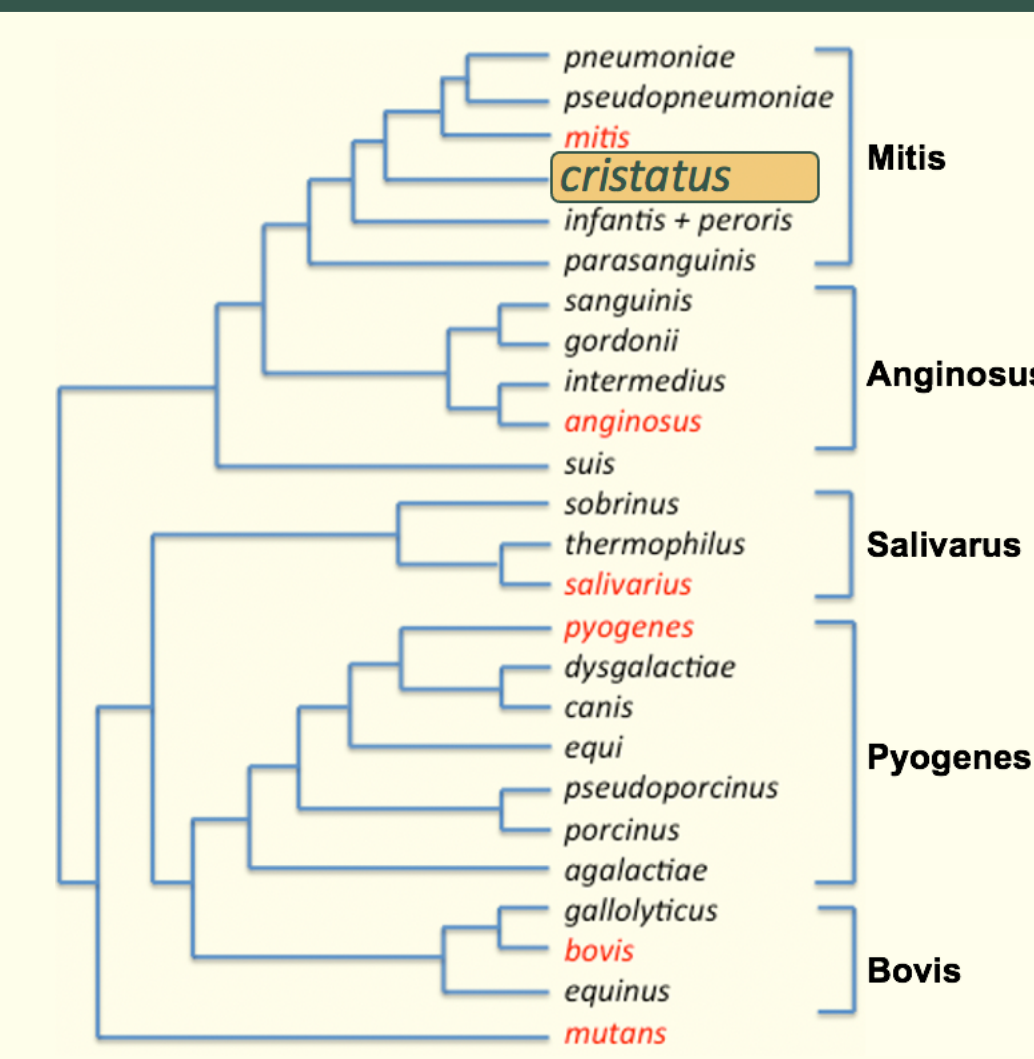 pneumoniae
pseudopneumoniae
mitis
Mitis
cristatus
infantis + peroris
parasanguinis
sanguinis
gordonii
intermedius
Anginosus
anginosus
suis
sobrinus
thermophilus
Salivarus
salivarius
pyogenes
dysgalactiae
canis
equi
Pyogenes
pseudoporcinus
porcinus
agalactiae
gallolyticus
bovis
Bovis
equinus
mutans